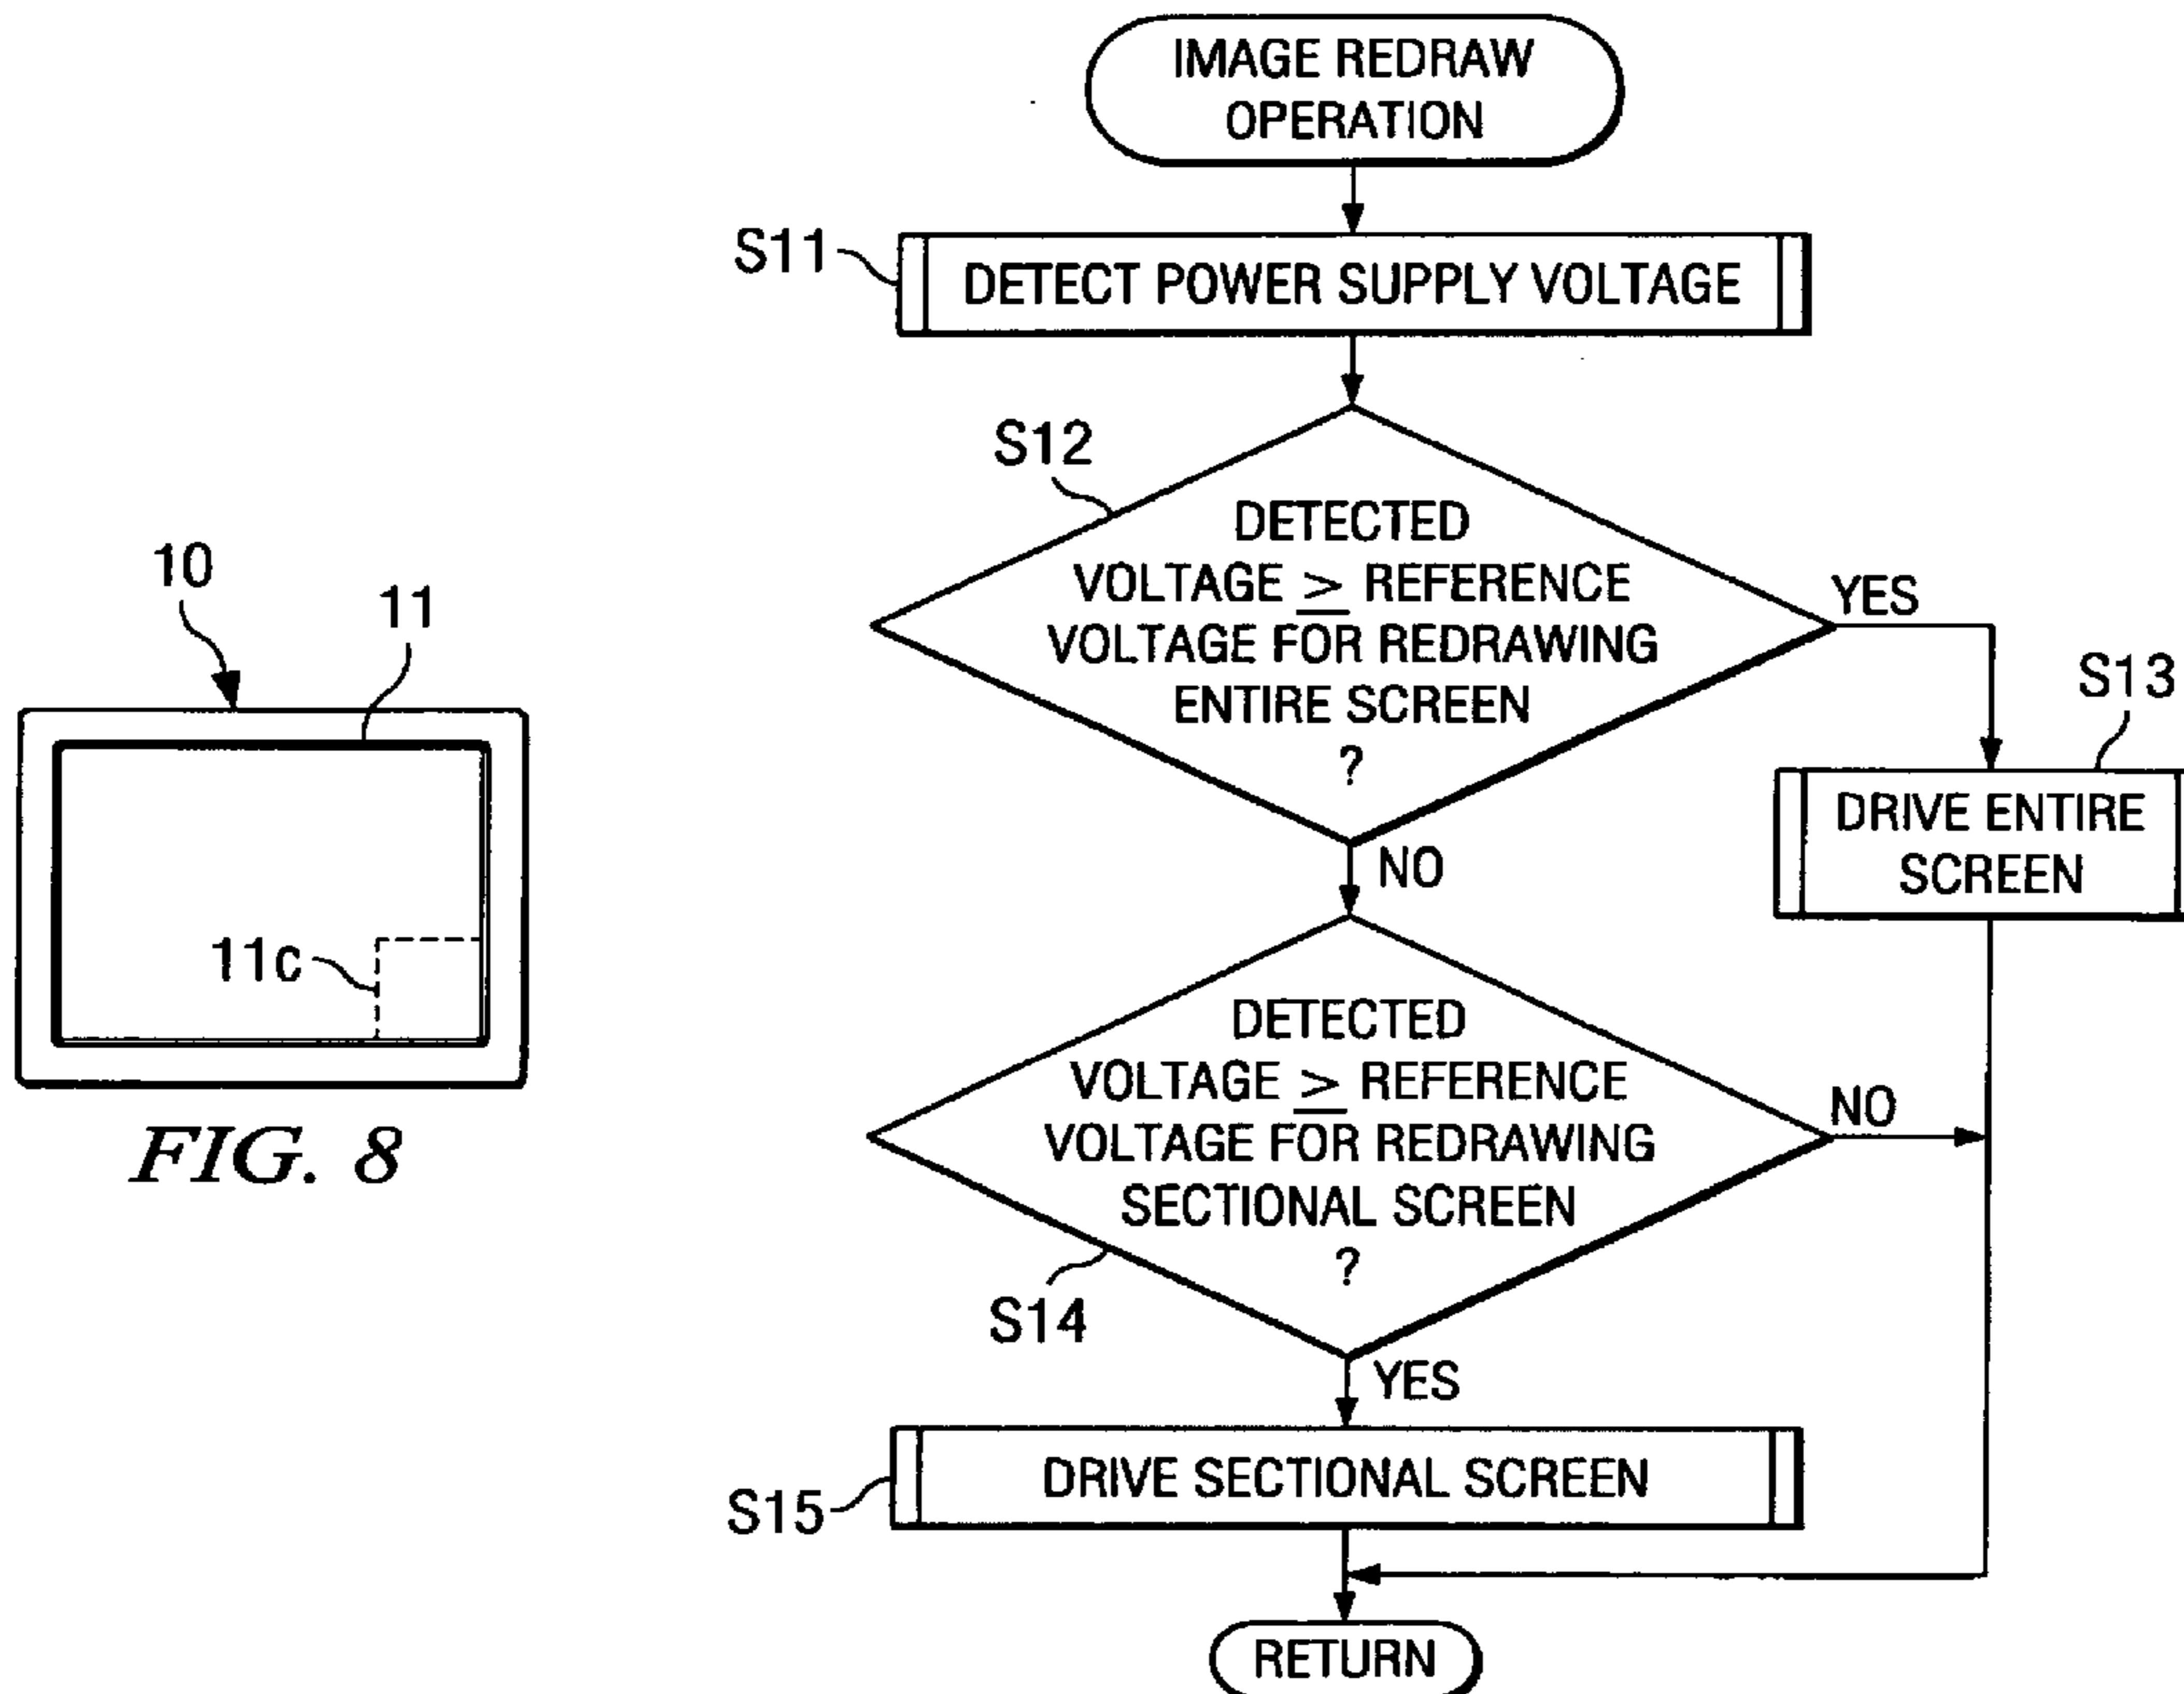 IMAGE REDRAW
OPERATION
S11
DETECT POWER SUPPLY VOLTAGE
S12
DETECTED
VOLTAGE ≥ REFERENCE
VOLTAGE FOR REDRAWING
ENTIRE SCREEN
?
YES
S13
DRIVE ENTIRE
SCREEN
NO
DETECTED
VOLTAGE ≥ REFERENCE
VOLTAGE FOR REDRAWING
SECTIONAL SCREEN
?
NO
S14
YES
S15
DRIVE SECTIONAL SCREEN
RETURN
10
11
11c
FIG. 8